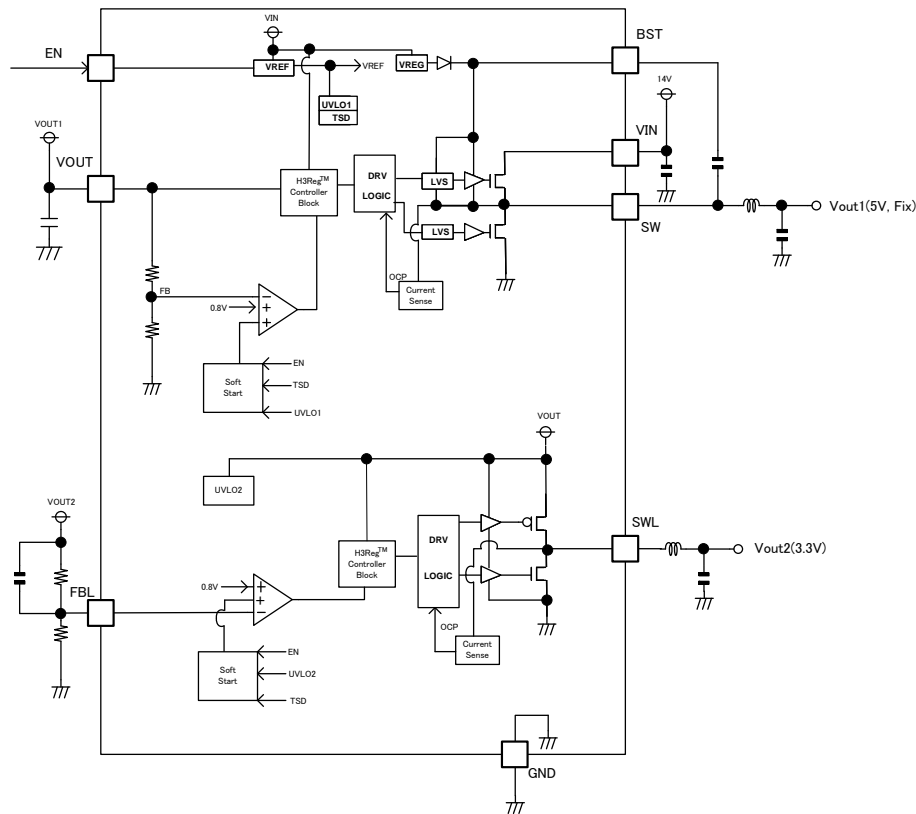 VIN
BST
EN
VREF
VREF
VREG
14V
UVLO1
TSD
VOUT1
VIN
VOUT
H3Reg™
Controller
Block
DRV
LOGIC
LVS
LVS
SW
Vout1(5V, Fix)
OCP
Current
Sense
FB
0.8V
Soft
Start
EN
TSD
UVLO1
VOUT
UVLO2
VOUT2
SWL
H3Reg™
Controller
Block
DRV
LOGIC
Vout2(3.3V)
0.8V
FBL
OCP
Current
Sense
Soft
Start
EN
UVLO2
TSD
GND